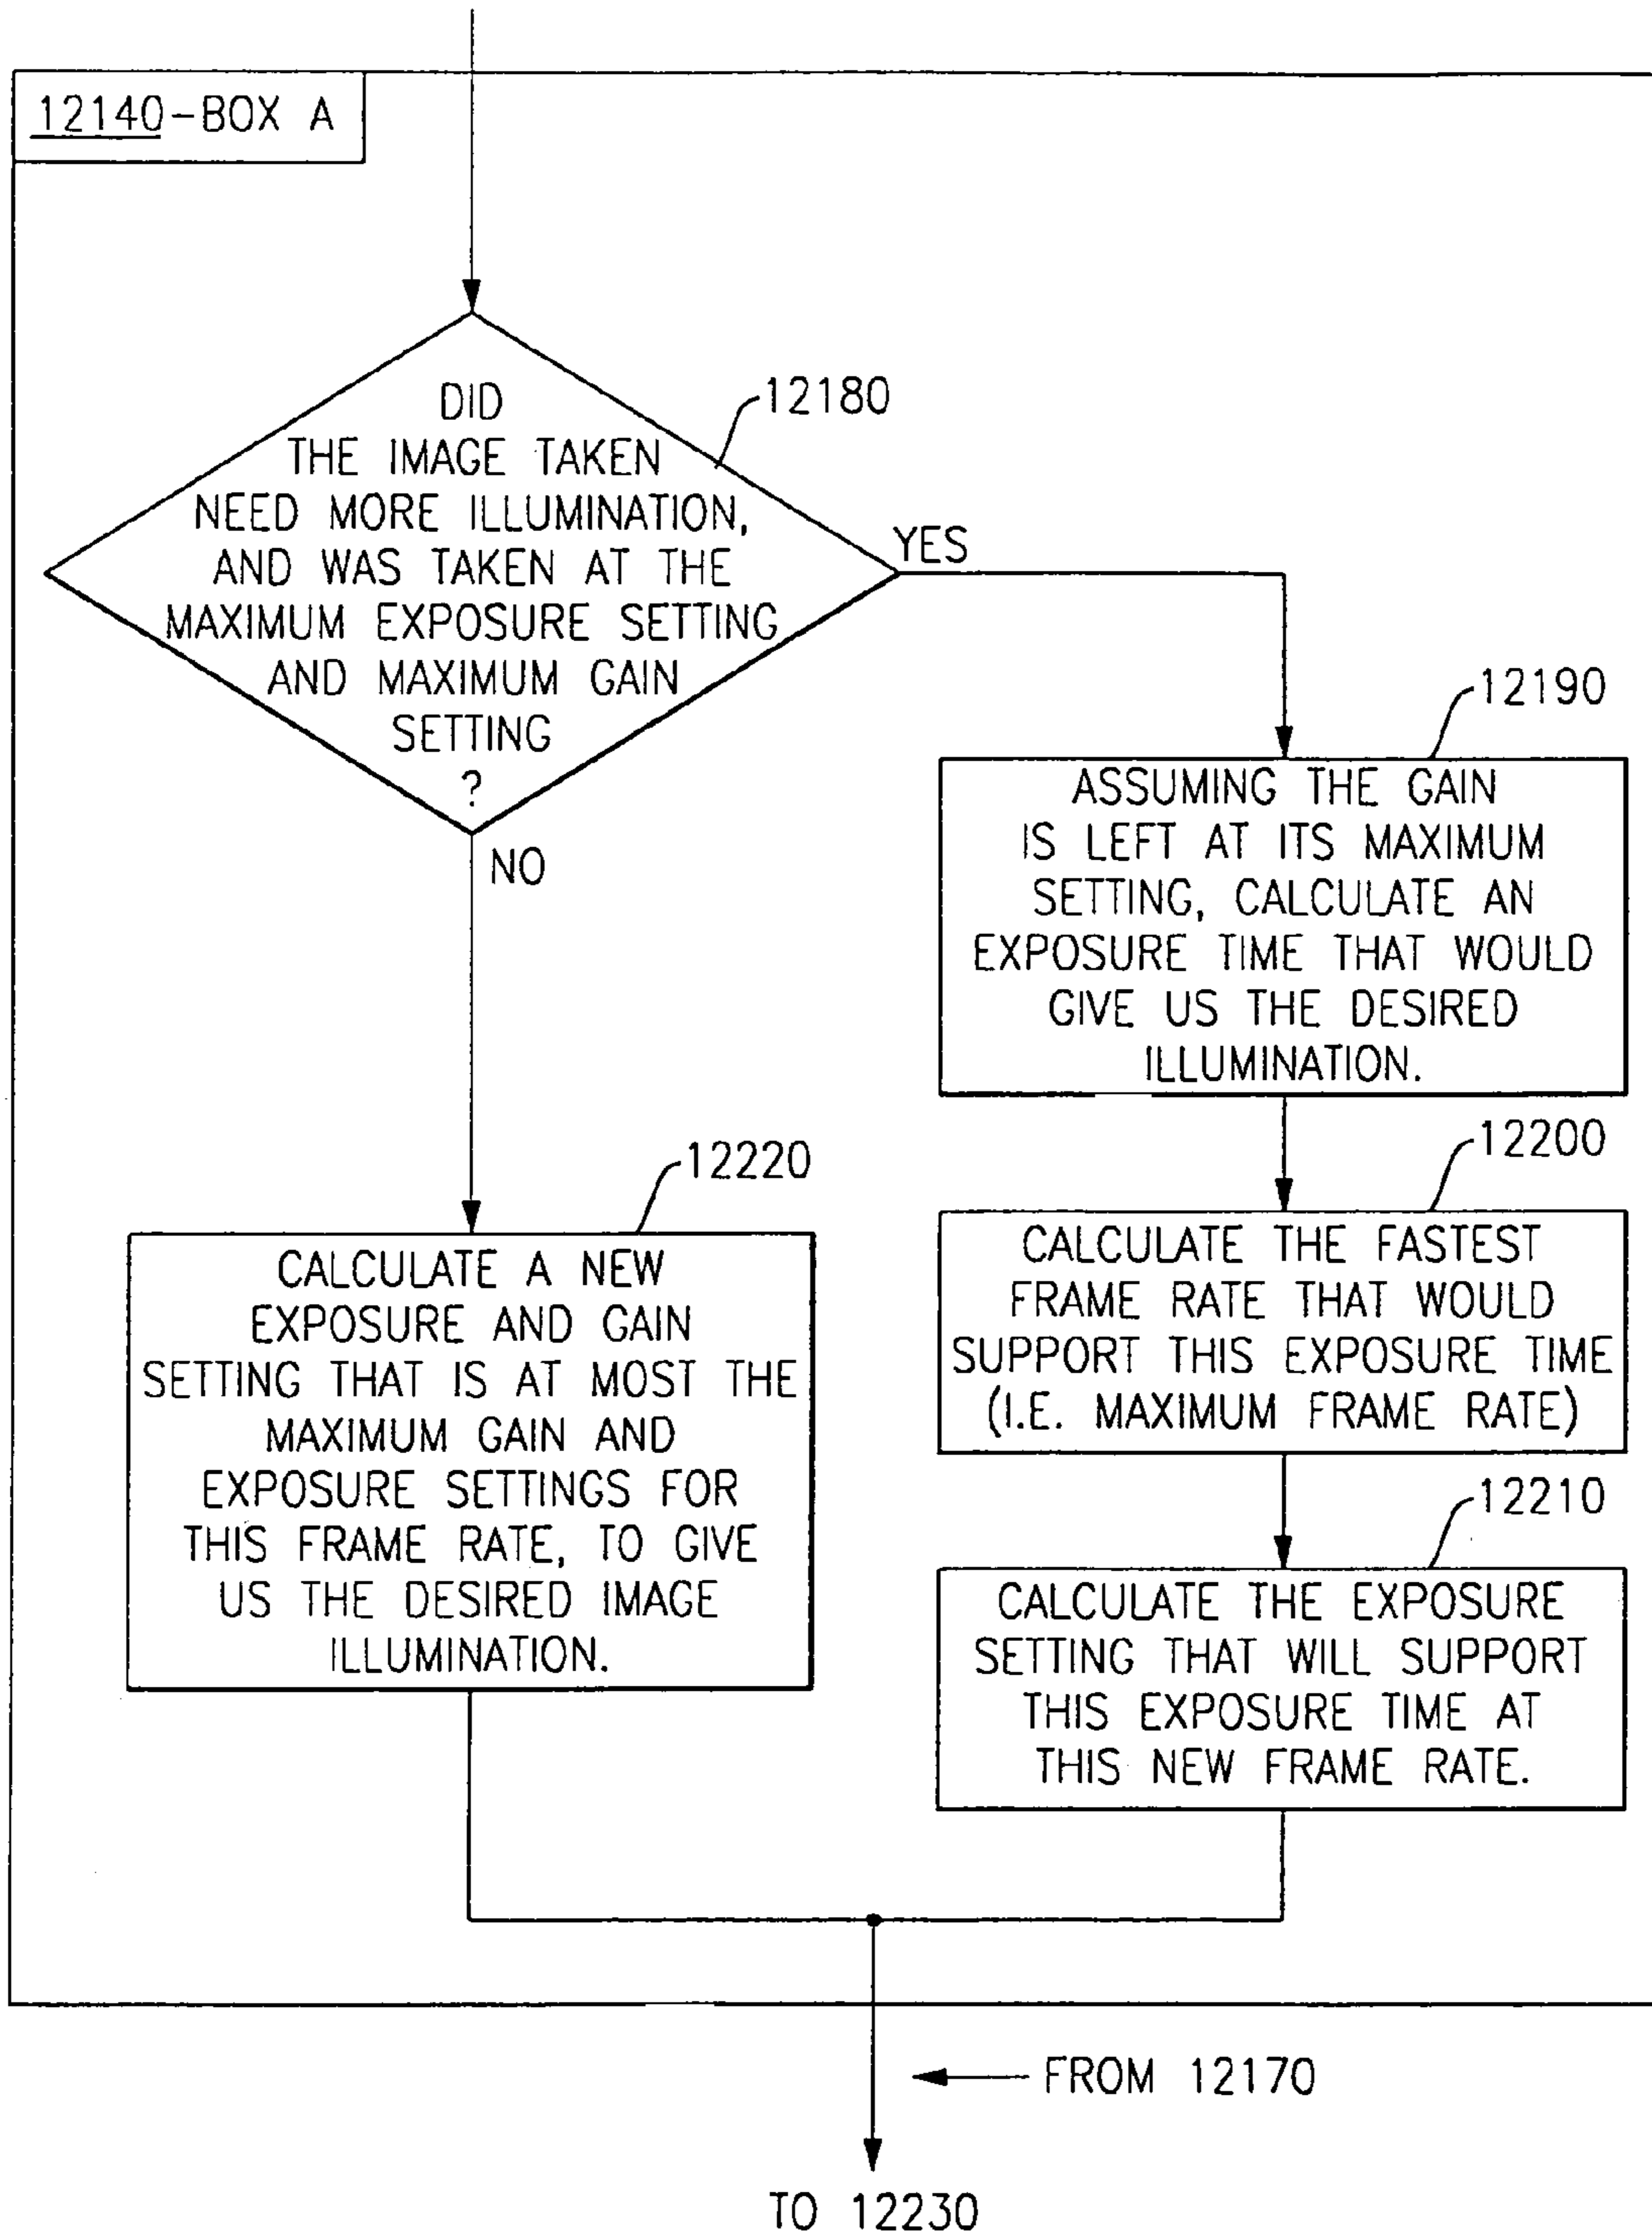 12140-BOX A
DID
THE IMAGE TAKEN
NEED MORE ILLUMINATION,
AND WAS TAKEN AT THE
MAXIMUM EXPOSURE SETTING
AND MAXIMUM GAIN
SETTING
?
12180
YES
NO
12190
ASSUMING THE GAIN
IS LEFT AT ITS MAXIMUM
SETTING, CALCULATE AN
EXPOSURE TIME THAT WOULD
GIVE US THE DESIRED
ILLUMINATION.
12200
CALCULATE THE FASTEST
FRAME RATE THAT WOULD
SUPPORT THIS EXPOSURE TIME
(I.E. MAXIMUM FRAME RATE)
12210
CALCULATE THE EXPOSURE
SETTING THAT WILL SUPPORT
THIS EXPOSURE TIME AT
THIS NEW FRAME RATE.
12220
CALCULATE A NEW
EXPOSURE AND GAIN
SETTING THAT IS AT MOST THE
MAXIMUM GAIN AND
EXPOSURE SETTINGS FOR
THIS FRAME RATE, TO GIVE
US THE DESIRED IMAGE
ILLUMINATION.
FROM 12170
TO 12230